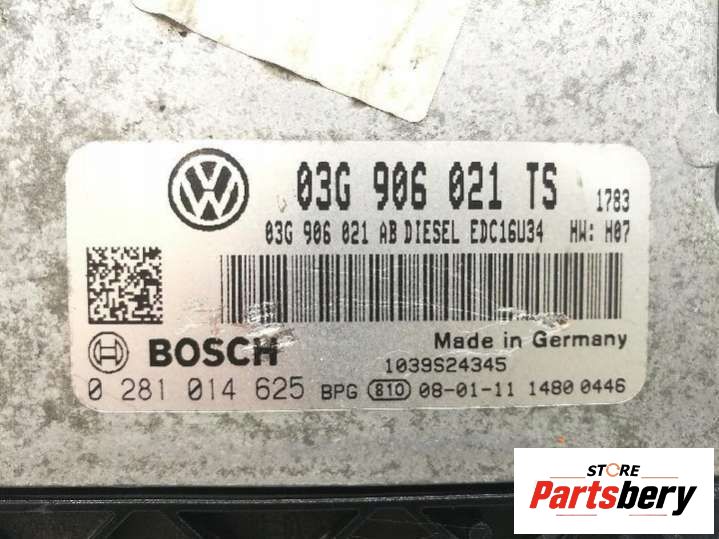 03G 906 021 TS 1783
03G 906 021 AB DIESEL EDC16U34 HW: H07
BOSCH
Made in Germany
1039S24345
0 281 014 625 BPG 810 08-01-11 1480 0446
STORE
Partsbery